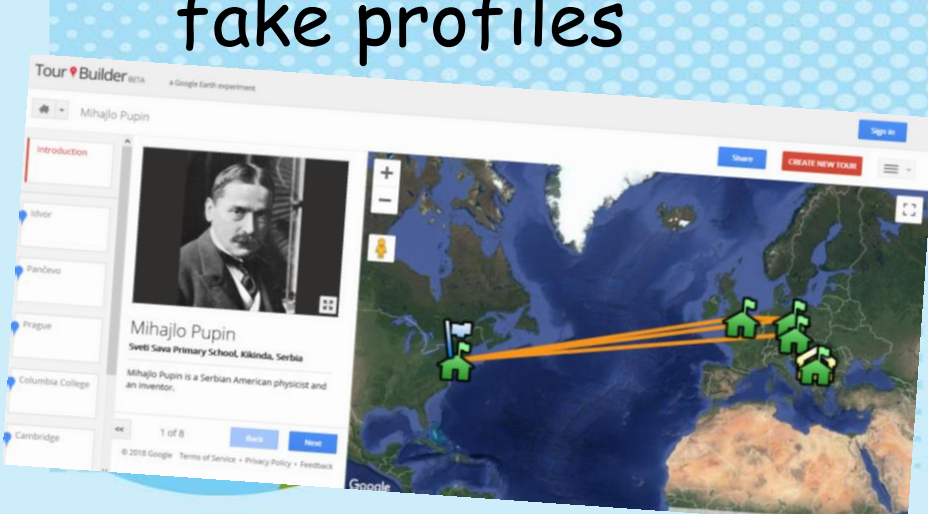 fake profiles
Tour Builder BETA a Google Earth experiment
Mihajlo Pupin
Sign in
Share
CREATE NEW TOUR
Introduction
Idvor
Pančevo
Prague
Columbia College
Cambridge
Mihajlo Pupin
Sveti Sava Primary School, Kikinda, Serbia
Mihajlo Pupin is a Serbian American physicist and
an inventor.
<< 1 of 8 Back Next
© 2018 Google Terms of Service • Privacy Policy • Feedback
Google